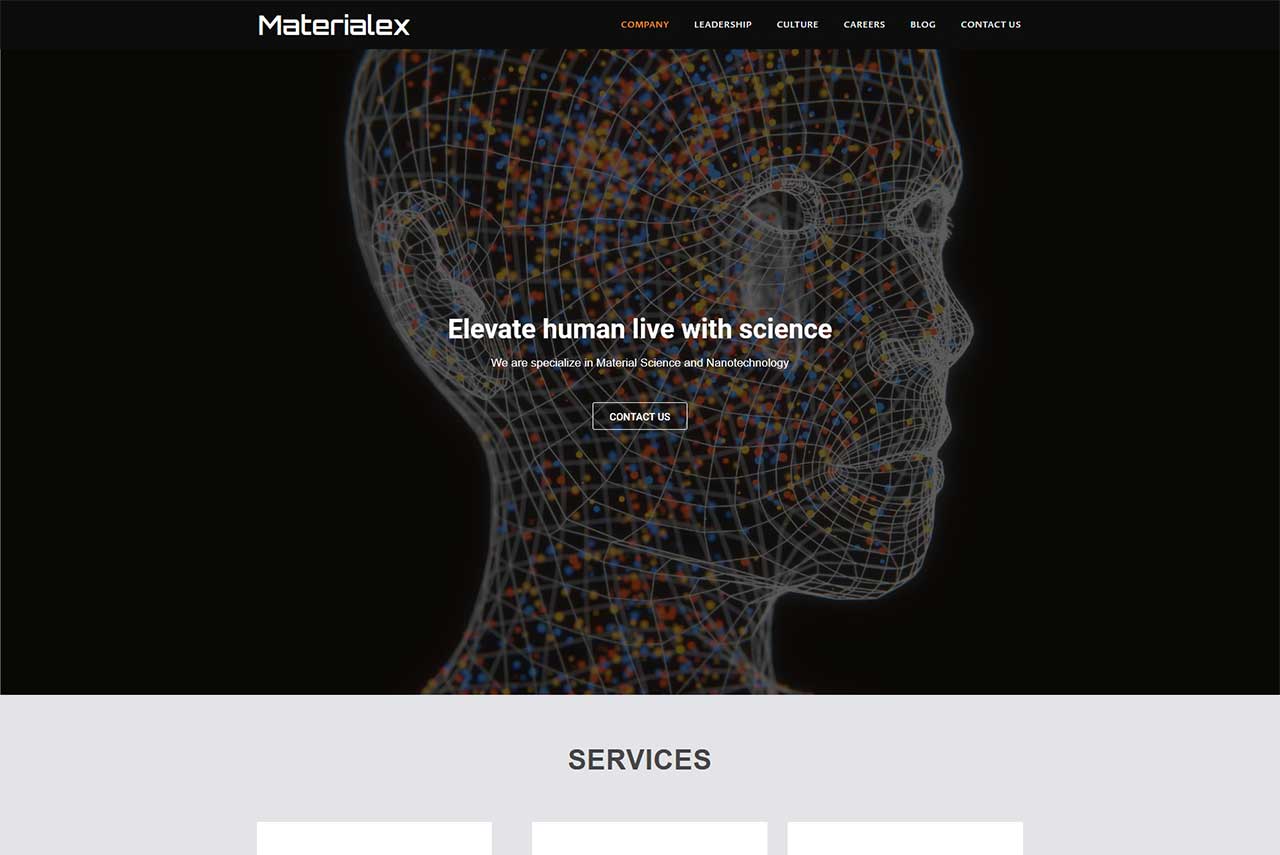 Materialex
COMPANY LEADERSHIP CULTURE CAREERS BLOG CONTACT US
Elevate human live with science
We are specialize in Material Science and Nanotechnology
CONTACT US
SERVICES